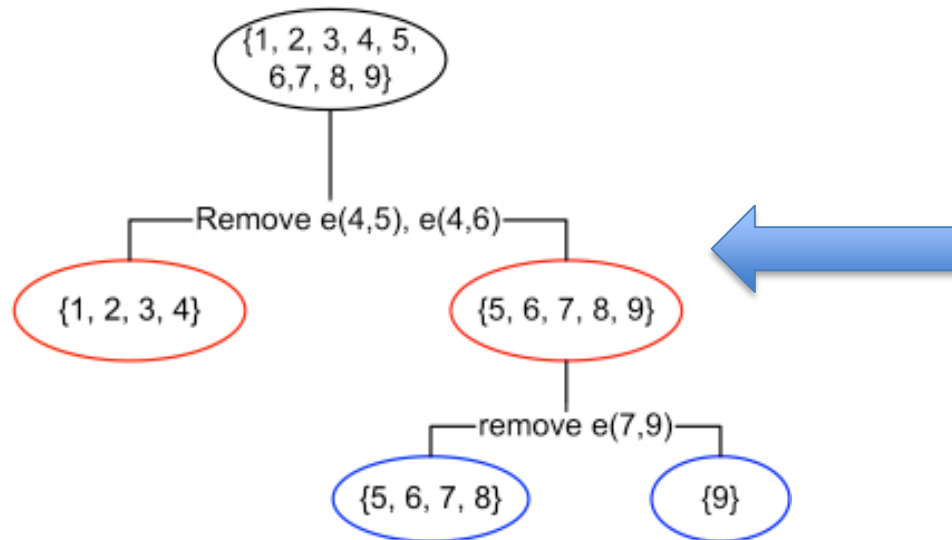 {1, 2, 3, 4, 5,
6,7, 8, 9}
Remove e(4,5), e(4,6)
{1, 2, 3, 4}
{5, 6, 7, 8, 9}
remove e(7,9)
{5, 6, 7, 8}
{9}